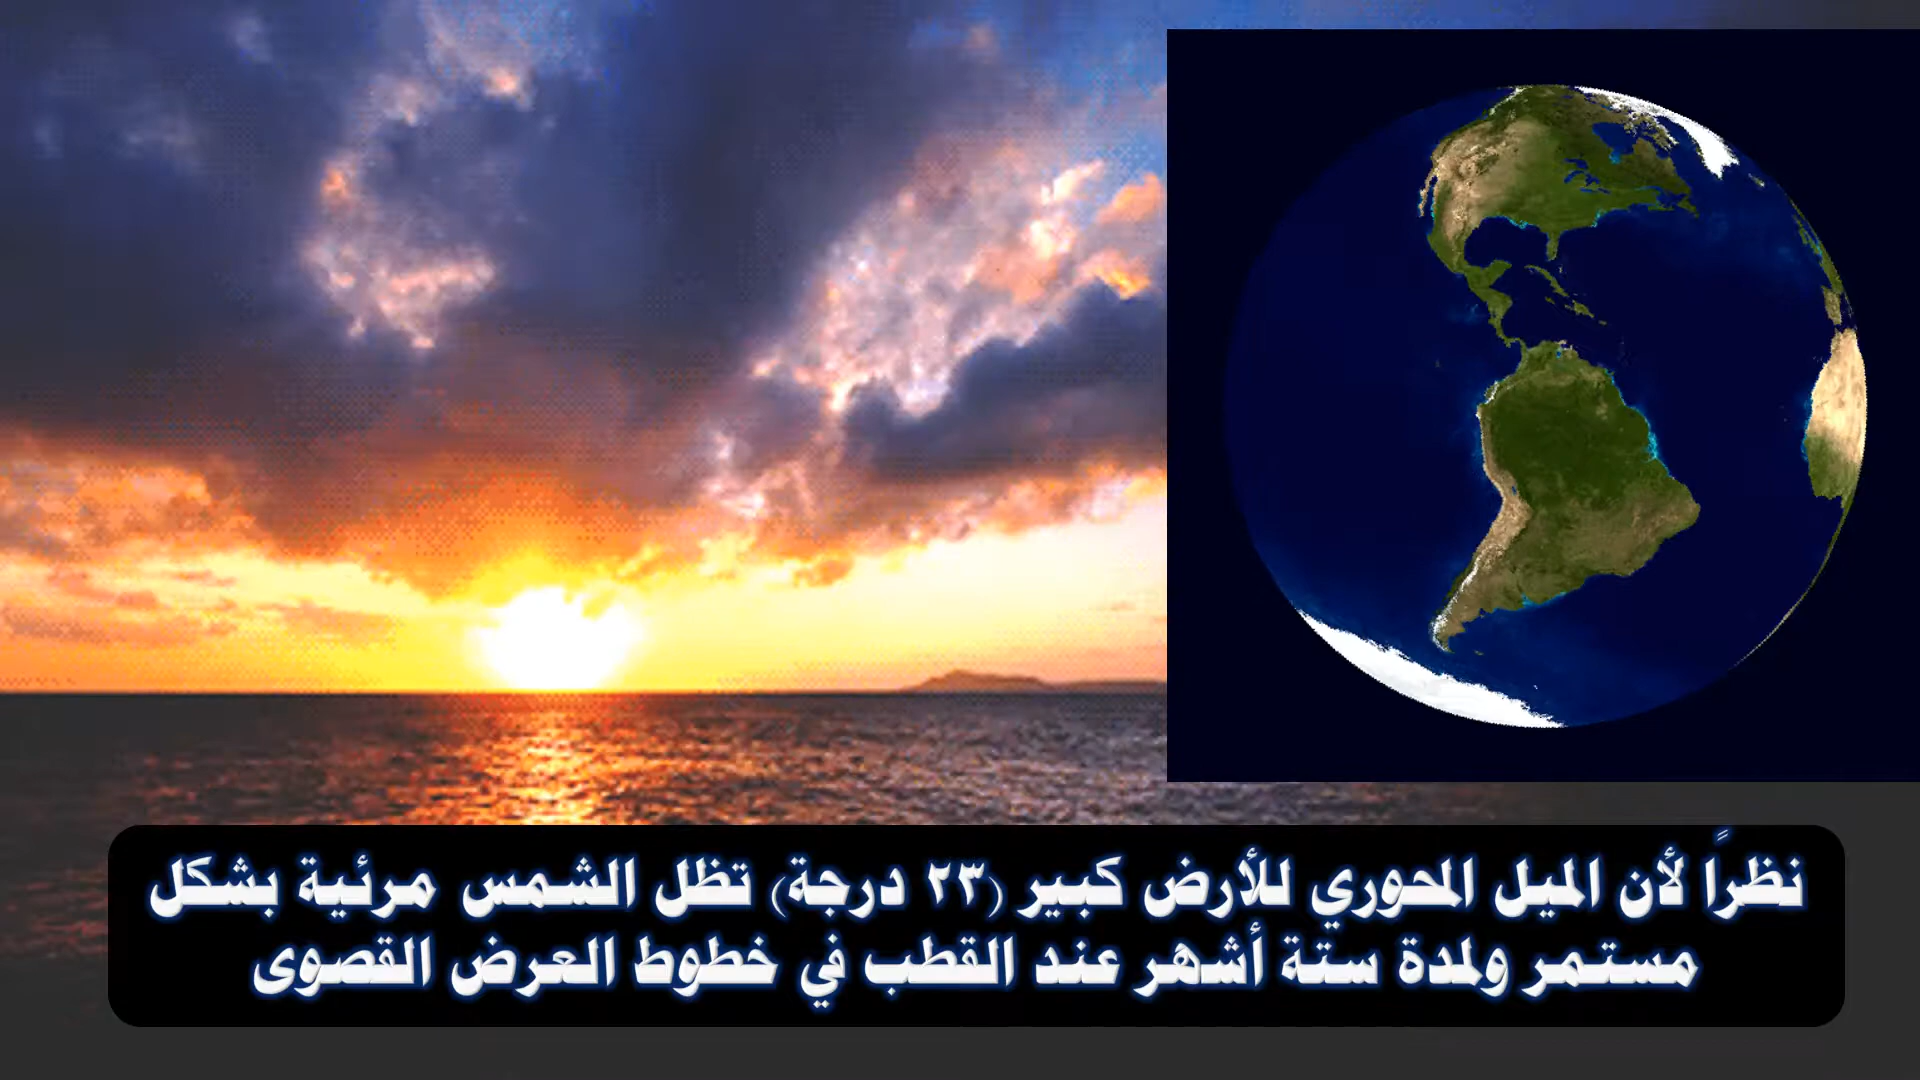 نظرًا لأن الميل المحوري للأرض كبير (٢٣ درجة) تظل الشمس مرئية بشكل
مستمر ولمدة ستة أشهر عند القطب في خطوط العرض القصوى